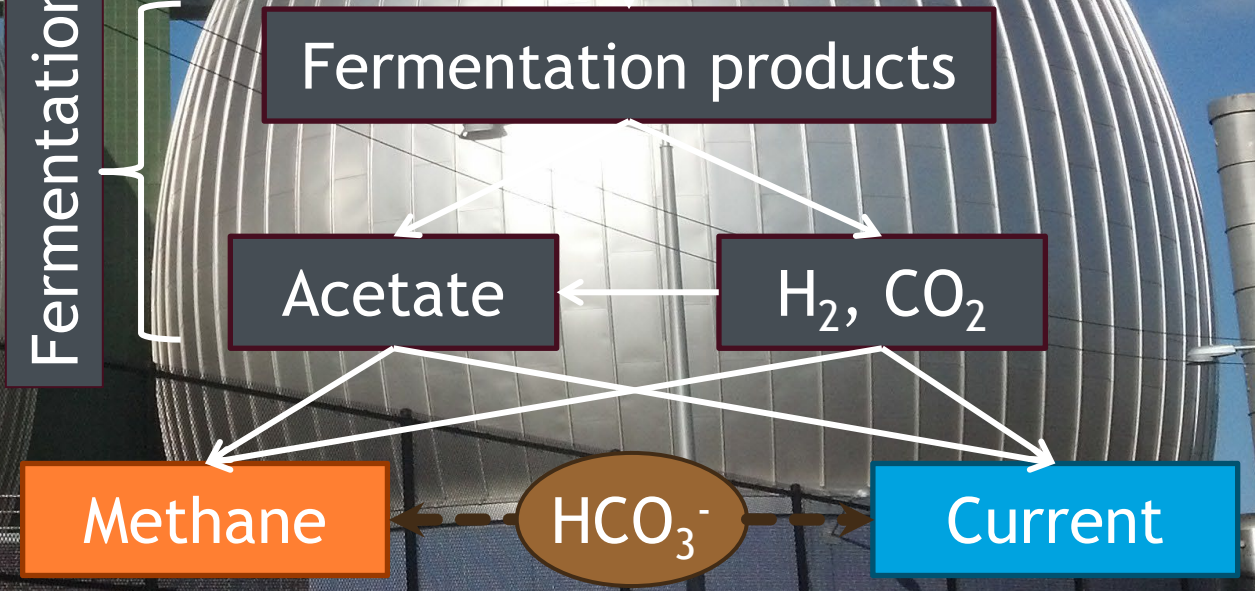 Fermentation
Fermentation products
Acetate
H₂, CO₂
Methane
HCO₃⁻
Current